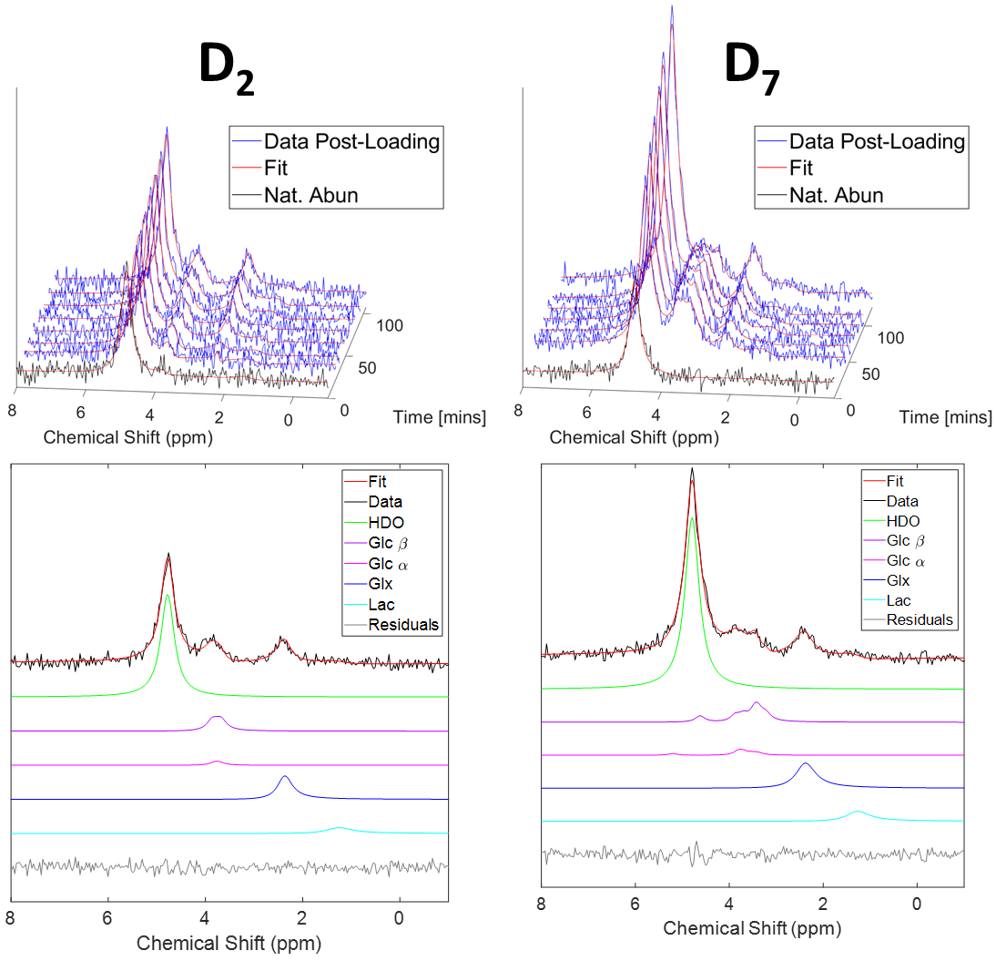 D2
D7
Data Post-Loading
Fit
Nat. Abun
Data Post-Loading
Fit
Nat. Abun
100
50
0
8
6
4
2
0
Chemical Shift (ppm)
Time [mins]
100
50
0
8
6
4
2
0
Chemical Shift (ppm)
Time [mins]
Fit
Data
HDO
Glc β
Glc α
Glx
Lac
Residuals
8 6 4 2 0
Chemical Shift (ppm)
Fit
Data
HDO
Glc β
Glc α
Glx
Lac
Residuals
8 6 4 2 0
Chemical Shift (ppm)